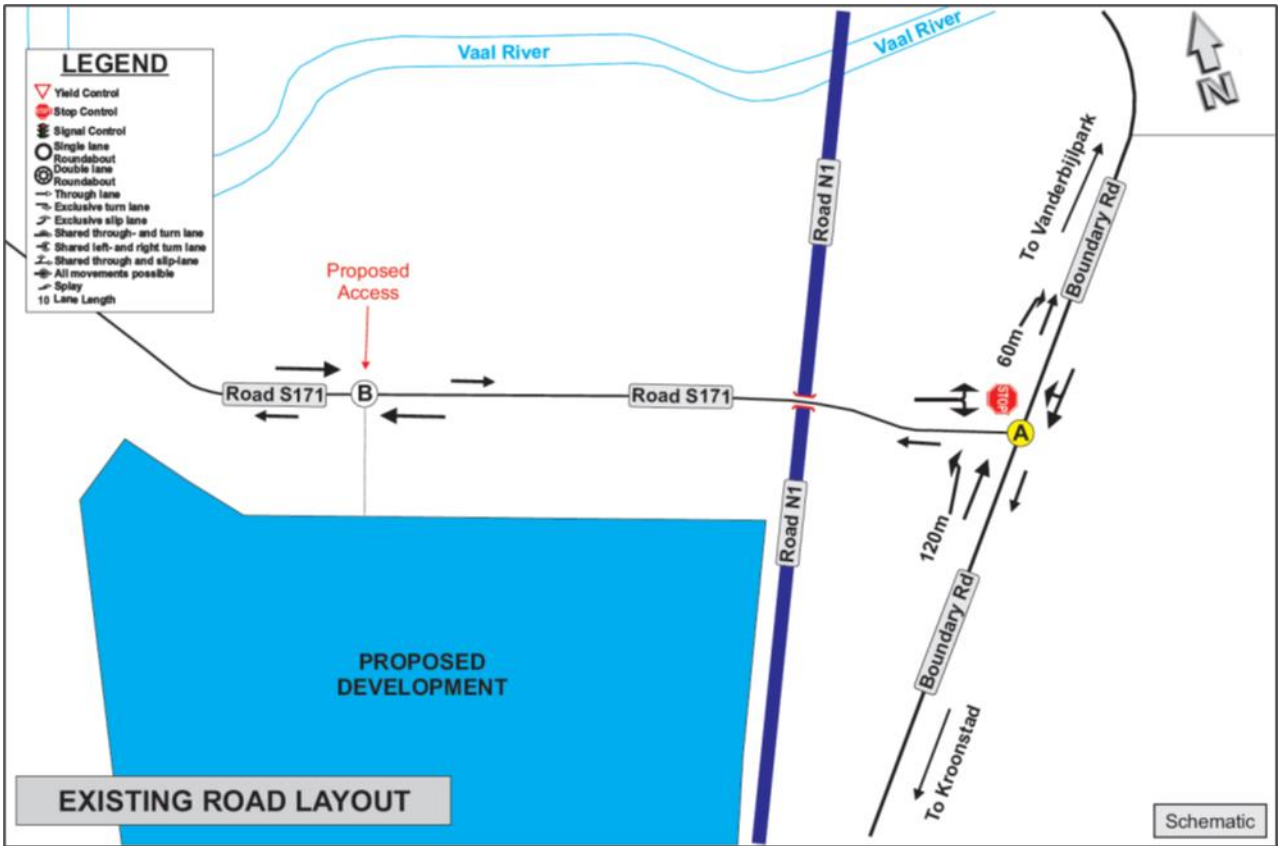 Vaal River
Vaal River
N
LEGEND
Yield Control
STOP Stop Control
Signal Control
Single lane
Roundabout
Double lane
Roundabout
Through lane
Exclusive turn lane
Exclusive slip lane
Shared through- and turn lane
Shared left- and right turn lane
Shared through and slip-lane
All movements possible
Splay
10 Lane Length
To Vanderbijlpark
Road N1
Boundary Rd
Proposed
Access
60m
Road S171
B
Road S171
STOP
A
Road N1
120m
Boundary Rd
PROPOSED
DEVELOPMENT
To Kroonstad
EXISTING ROAD LAYOUT
Schematic